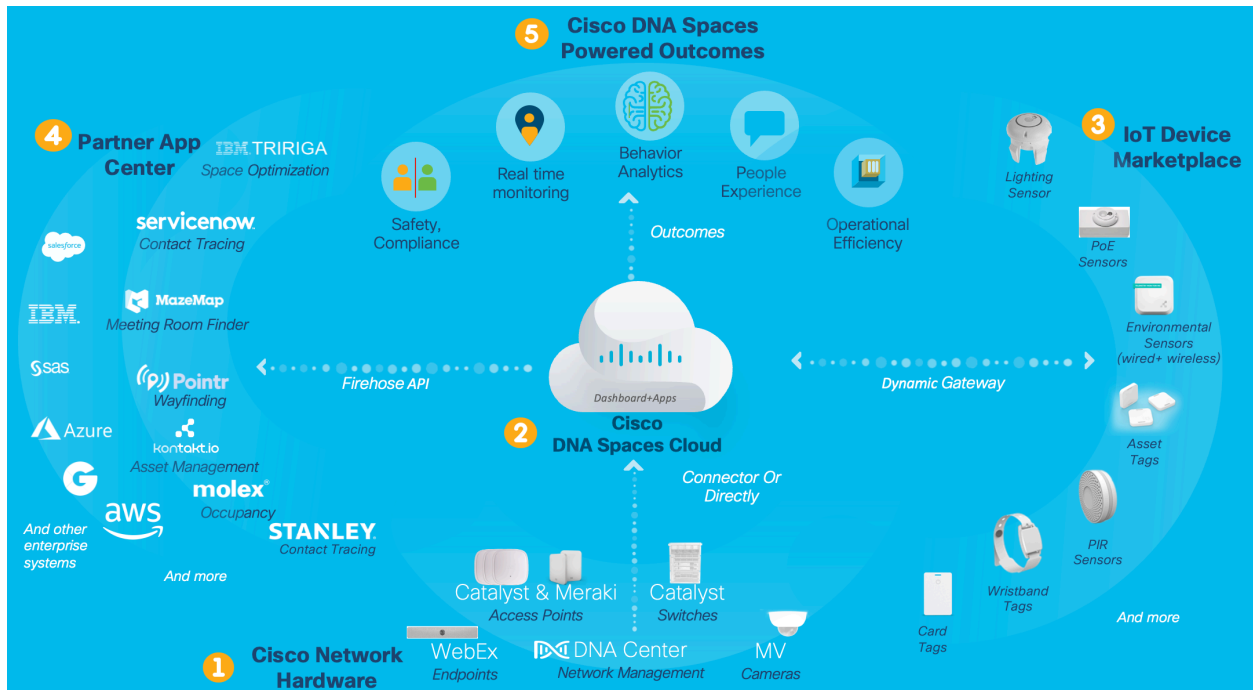 5
Cisco DNA Spaces
Powered Outcomes
4
Partner App
Center
IBM. TRIRIGA
Space Optimization
servicenow.
Contact Tracing
salesforce
IBM.
MazeMap
Meeting Room Finder
sas
Pointr
Wayfinding
Azure
kontakt.io
Asset Management
G
molex®
Occupancy
aws
STANLEY.
Contact Tracing
And other
enterprise
systems
And more
Safety,
Compliance
Real time
monitoring
Behavior
Analytics
People
Experience
Operational
Efficiency
Outcomes
Firehose API
Dashboard+Apps
Dynamic Gateway
2
Cisco
DNA Spaces Cloud
Connector Or
Directly
3
IoT Device
Marketplace
Lighting
Sensor
PoE
Sensors
Environmental
Sensors
(wired+ wireless)
Asset
Tags
PIR
Sensors
Wristband
Tags
Card
Tags
And more
Catalyst & Meraki
Access Points
Catalyst
Switches
1
Cisco Network
Hardware
WebEx
Endpoints
DNA Center
Network Management
MV
Cameras